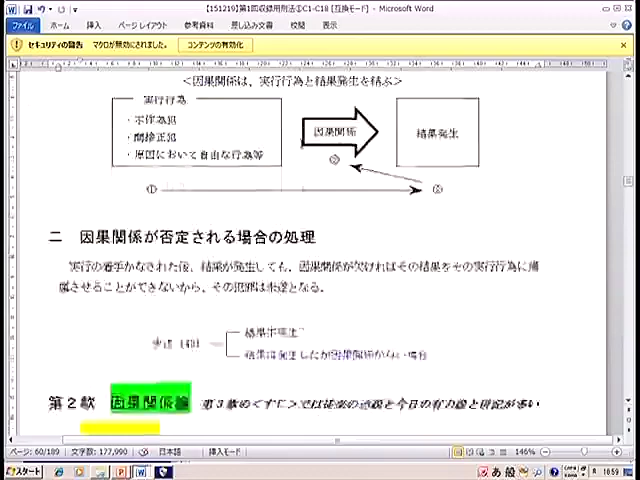 【151219】第1回収録用刑法①C1-C18 [互換モード] - Microsoft Word
ファイル ホーム 挿入 ページ レイアウト 参考資料 差し込み文書 校閲 表示
セキュリティの警告 マクロが無効にされました。 コンテンツの有効化
<因果関係は、実行行為と結果発生を結ぶ>
実行行為
・不作為犯
・間接正犯
・原因において自由な行為等
因果関係
結果発生
②
①
③
二 因果関係が否定される場合の処理
実行の着手がなされた後、結果が発生しても、因果関係が欠ければその結果をその実行行為に帰
属させることができないから、その犯罪は未遂となる。
結果不発生
結果は発生したが因果関係がない場合
第2款 因果関係論
ページ: 60/189 文字数: 177,990 日本語 挿入モード 146%
スタート あ 般 18:59